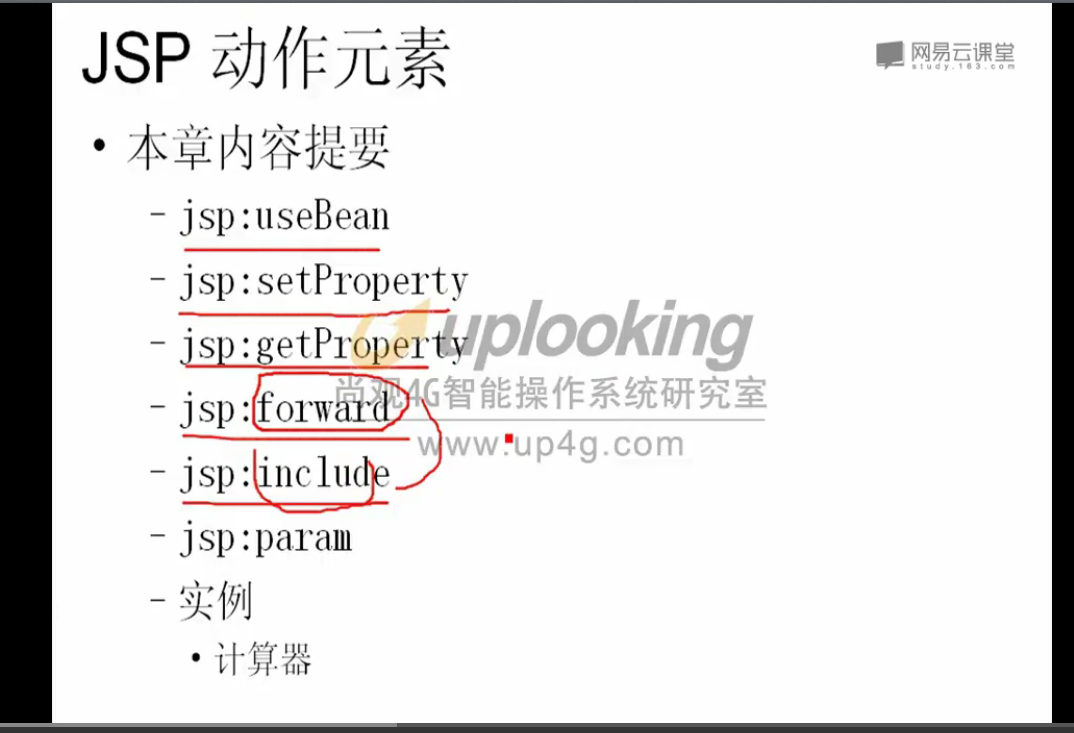 JSP 动作元素
网易云课堂
study.163.com
• 本章内容提要
– jsp:useBean
– jsp:setProperty
– jsp:getProperty
uplooking
尚观4G智能操作系统研究室
– jsp:forward
www.up4g.com
– jsp:include
– jsp:param
– 实例
• 计算器